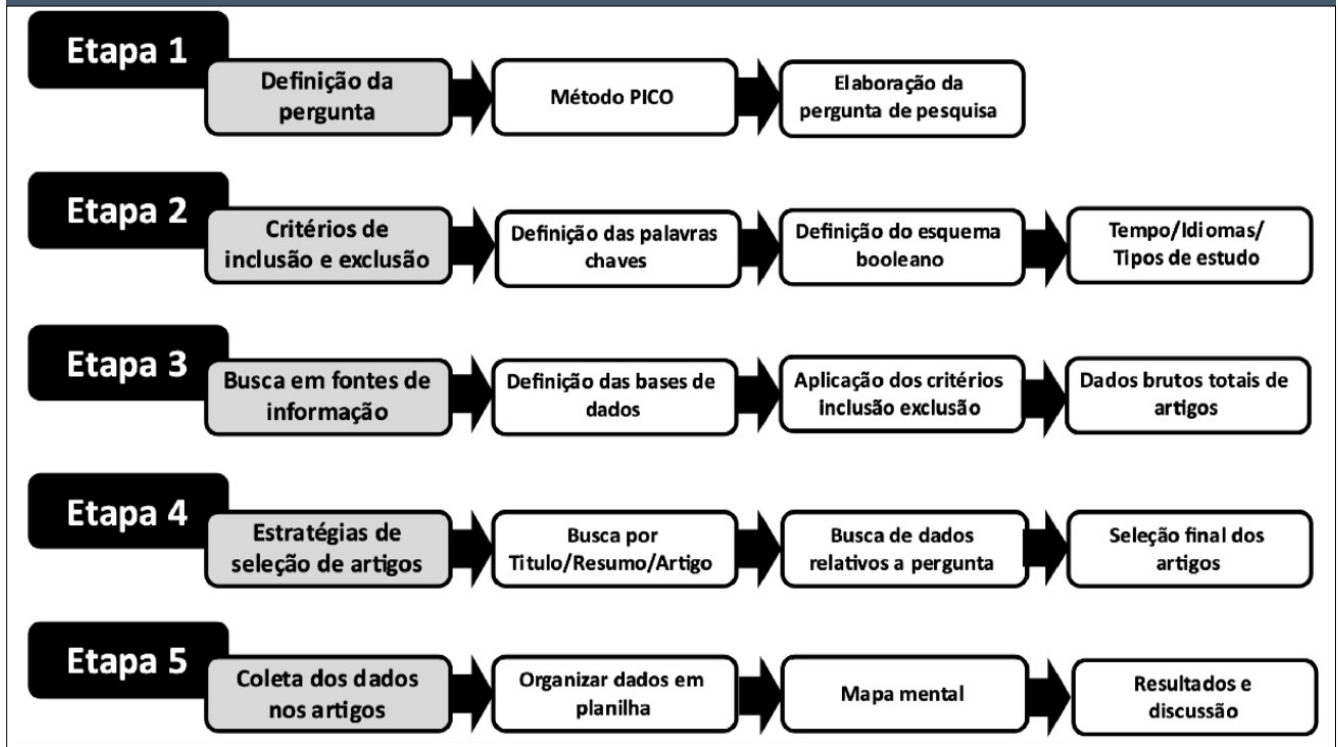 Etapa 1
Definição da
pergunta
Método PICO
Elaboração da
pergunta de pesquisa
Etapa 2
Critérios de
inclusão e exclusão
Definição das palavras
chaves
Definição do esquema
booleano
Tempo/Idiomas/
Tipos de estudo
Etapa 3
Busca em fontes de
informação
Definição das bases de
dados
Aplicação dos critérios
inclusão exclusão
Dados brutos totais de
artigos
Etapa 4
Estratégias de
seleção de artigos
Busca por
Titulo/Resumo/Artigo
Busca de dados
relativos a pergunta
Seleção final dos
artigos
Etapa 5
Coleta dos dados
nos artigos
Organizar dados em
planilha
Mapa mental
Resultados e
discussão